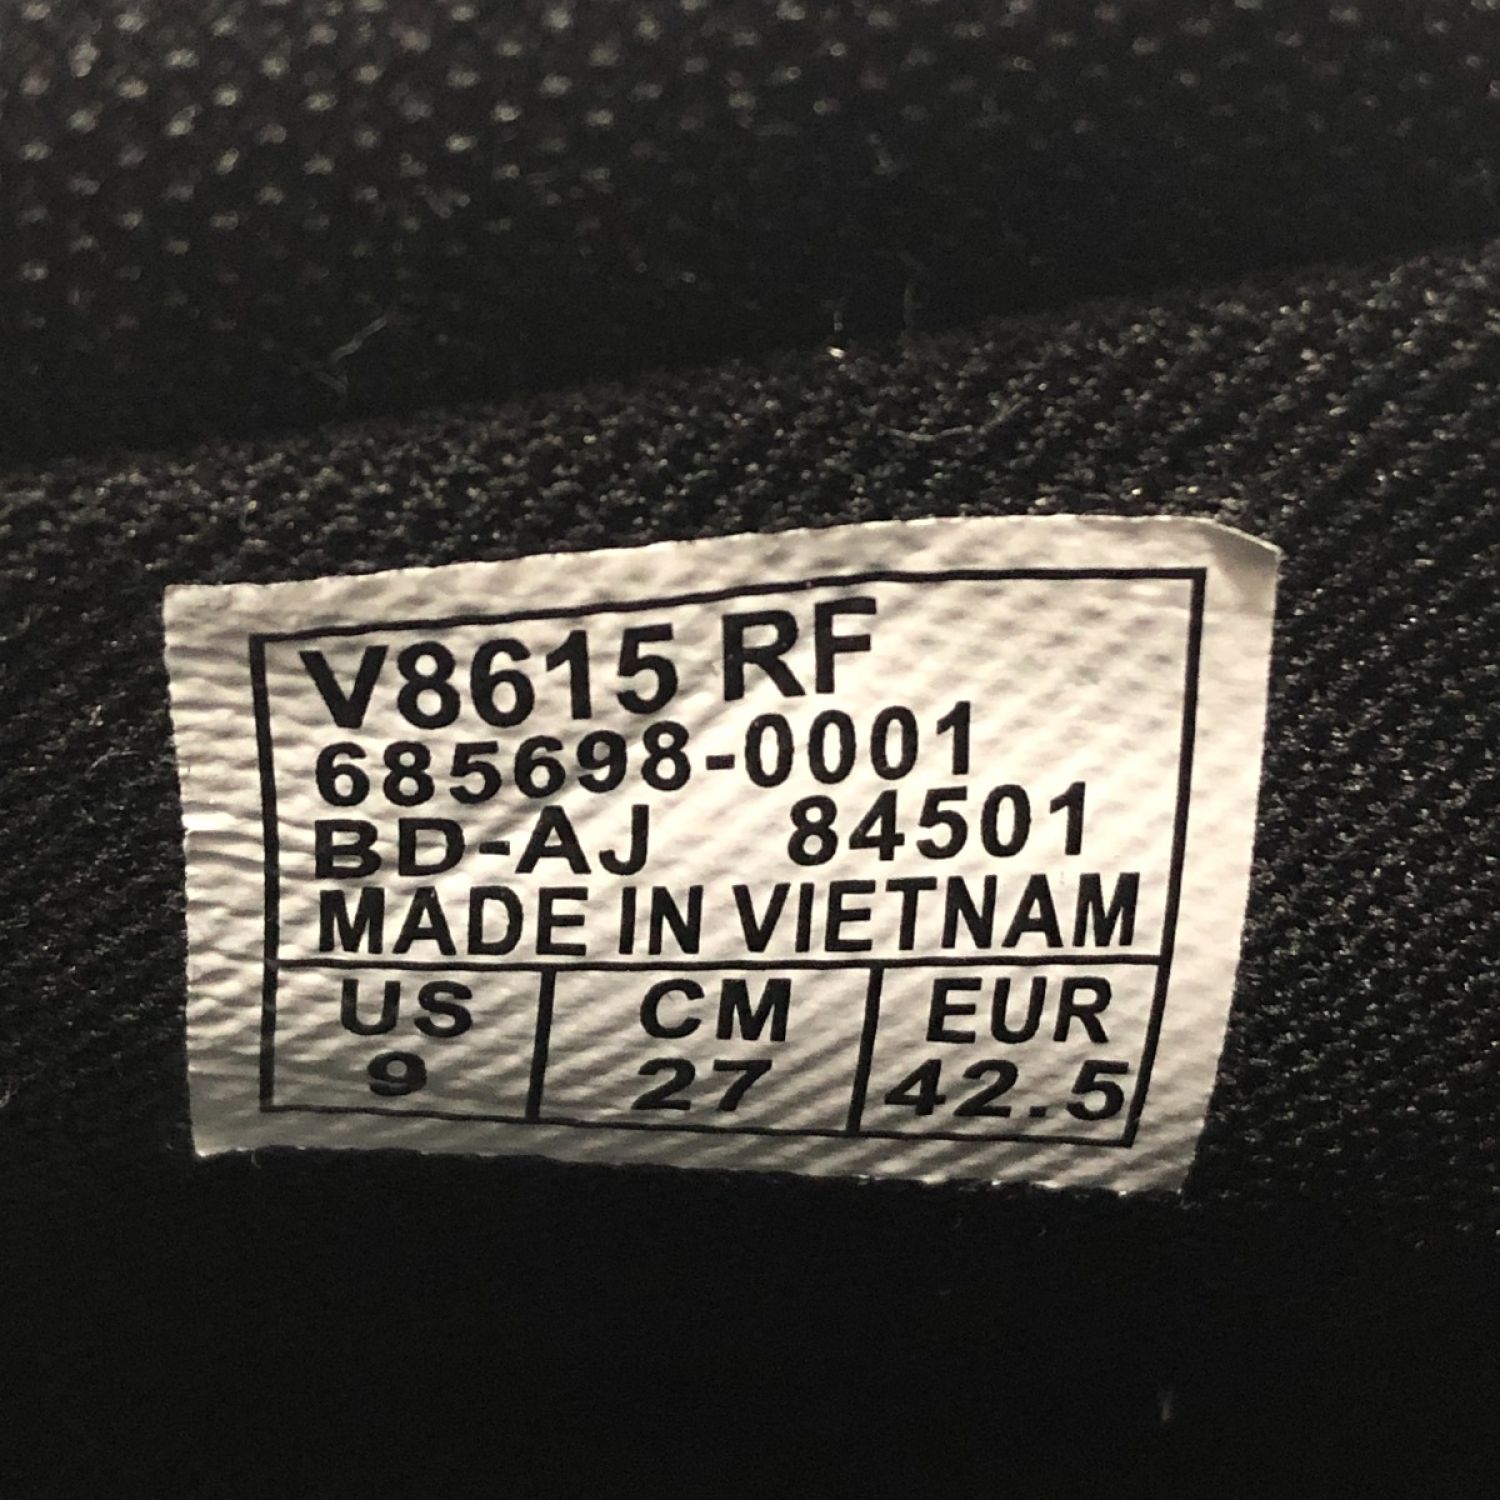 V8615 RF
685698-0001
BD-AJ 84501
MADE IN VIETNAM
US CM EUR
9 27 42.5